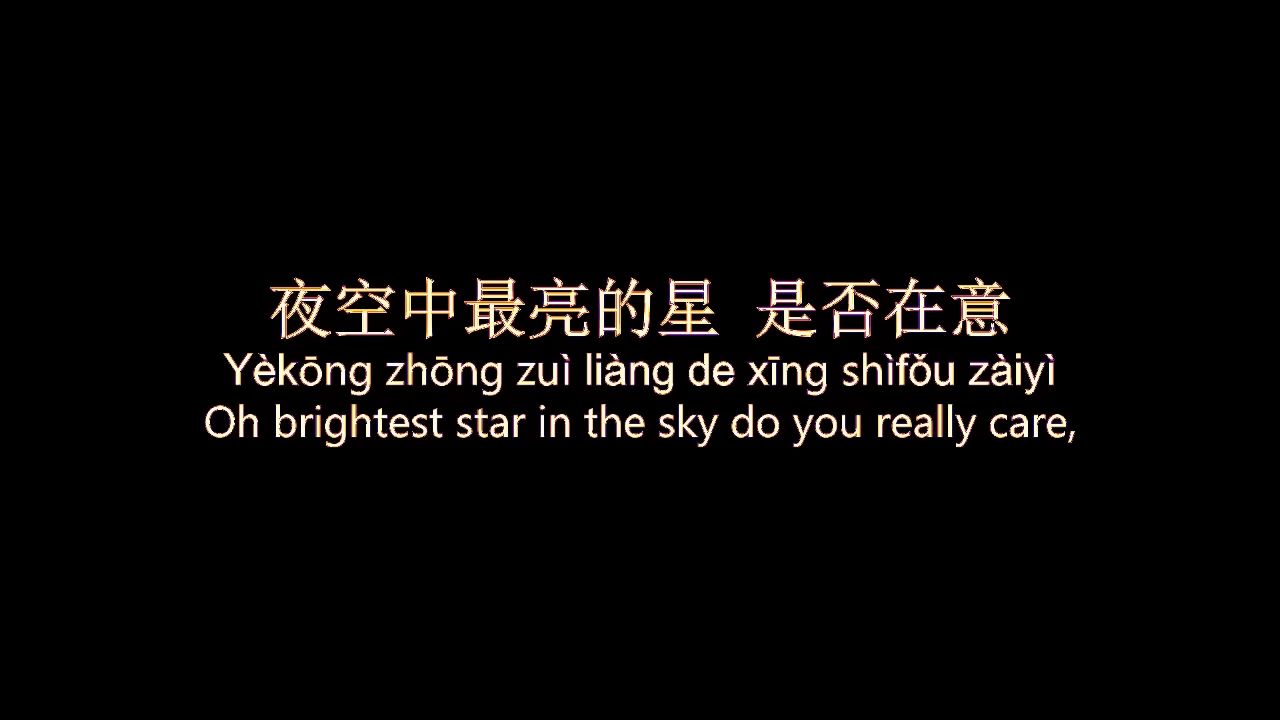 夜空中最亮的星 是否在意
Yèkōng zhōng zuì liàng de xīng shìfǒu zàiyì
Oh brightest star in the sky do you really care,